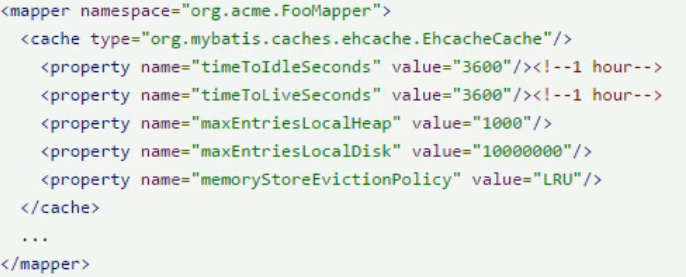 <mapper namespace="org.acme.FooMapper">
  <cache type="org.mybatis.caches.ehcache.EhcacheCache"/>
    <property name="timeToIdleSeconds" value="3600"/><!--1 hour-->
    <property name="timeToLiveSeconds" value="3600"/><!--1 hour-->
    <property name="maxEntriesLocalHeap" value="1000"/>
    <property name="maxEntriesLocalDisk" value="10000000"/>
    <property name="memoryStoreEvictionPolicy" value="LRU"/>
  </cache>
  ...
</mapper>